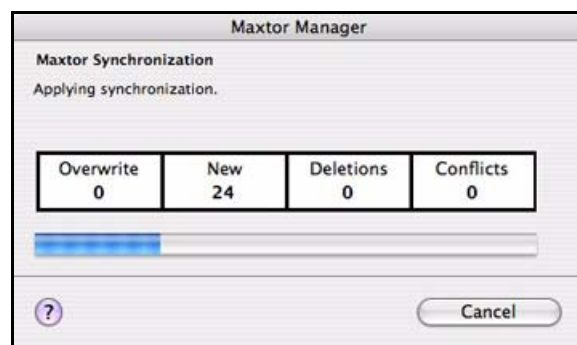 Maxtor Manager
Maxtor Synchronization
Applying synchronization.
Overwrite New Deletions Conflicts
0 24 0 0
? Cancel